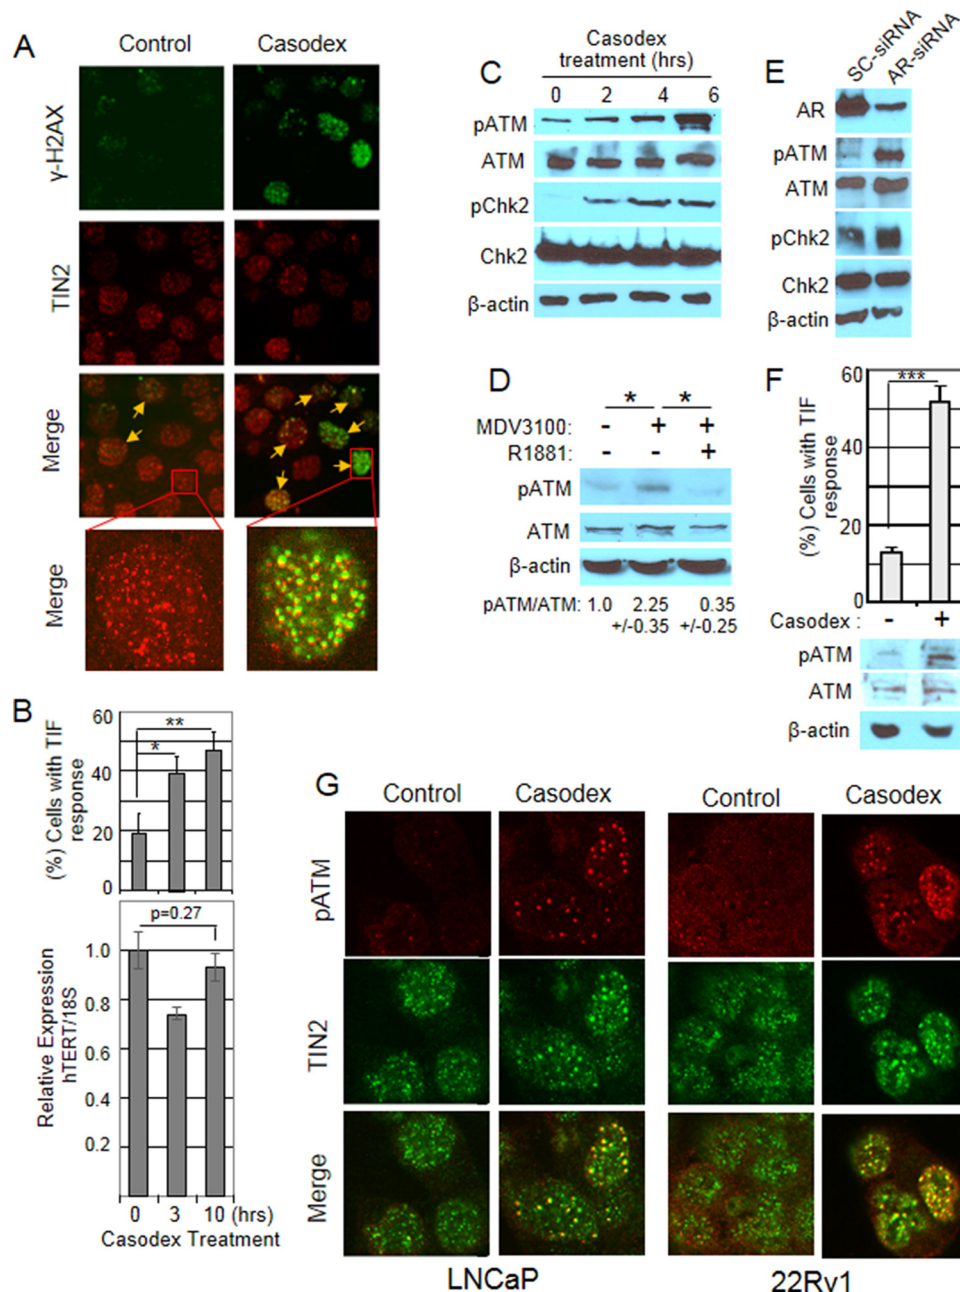 A
Control
Casodex
γ-H2AX
TIN2
Merge
Merge
B
(%) Cells with TIF
response
60
40
20
0
**
*
Relative Expression
hTERT/18S
p=0.27
1.0
0.8
0.6
0.4
0.2
0 3 10 (hrs)
Casodex Treatment
C
Casodex
treatment (hrs)
0 2 4 6
pATM
ATM
pChk2
Chk2
β-actin
D
* *
MDV3100: - + +
R1881: - - +
pATM
ATM
β-actin
pATM/ATM: 1.0 2.25 0.35
+/-0.35 +/-0.25
E
SC-siRNA
AR-siRNA
AR
pATM
ATM
pChk2
Chk2
β-actin
F
(%) Cells with TIF
response
60
40
20
0
***
Casodex : - +
pATM
ATM
β-actin
G
Control Casodex Control Casodex
pATM
TIN2
Merge
LNCaP 22Rv1